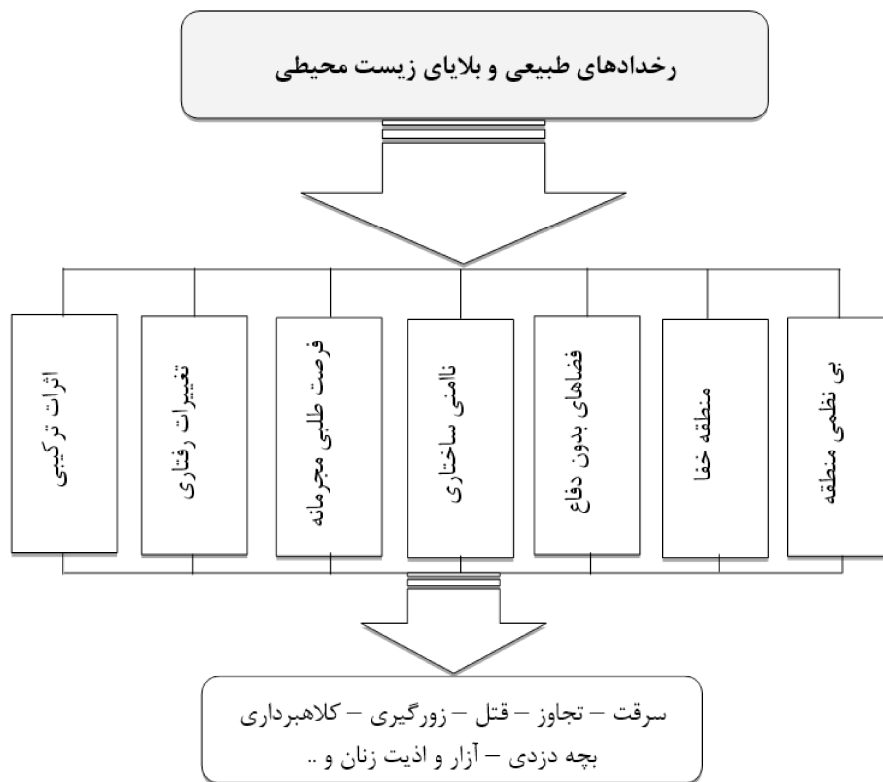 رخدادهای طبیعی و بلایای زیست محیطی
بی نظمی منطقه
منطقه خفا
فضاهای بدون دفاع
ناامنی ساختاری
فرصت طلبی مجرمانه
تغییرات رفتاری
اثرات ترکیبی
سرقت – تجاوز – قتل – زورگیری – کلاهبرداری
بچه دزدی – آزار و اذیت زنان و ..